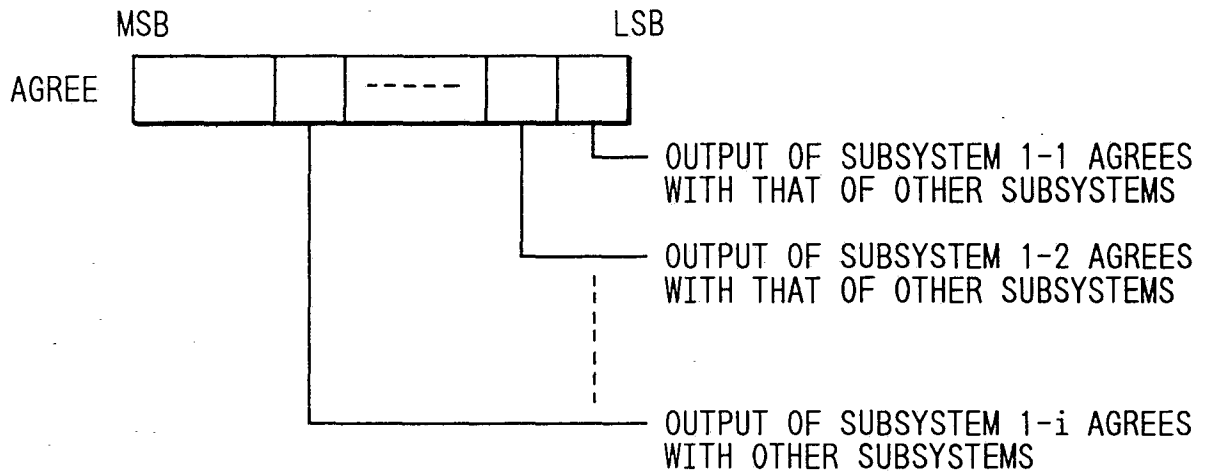 MSB LSB
AGREE
OUTPUT OF SUBSYSTEM 1-1 AGREES
WITH THAT OF OTHER SUBSYSTEMS
OUTPUT OF SUBSYSTEM 1-2 AGREES
WITH THAT OF OTHER SUBSYSTEMS
OUTPUT OF SUBSYSTEM 1-i AGREES
WITH OTHER SUBSYSTEMS